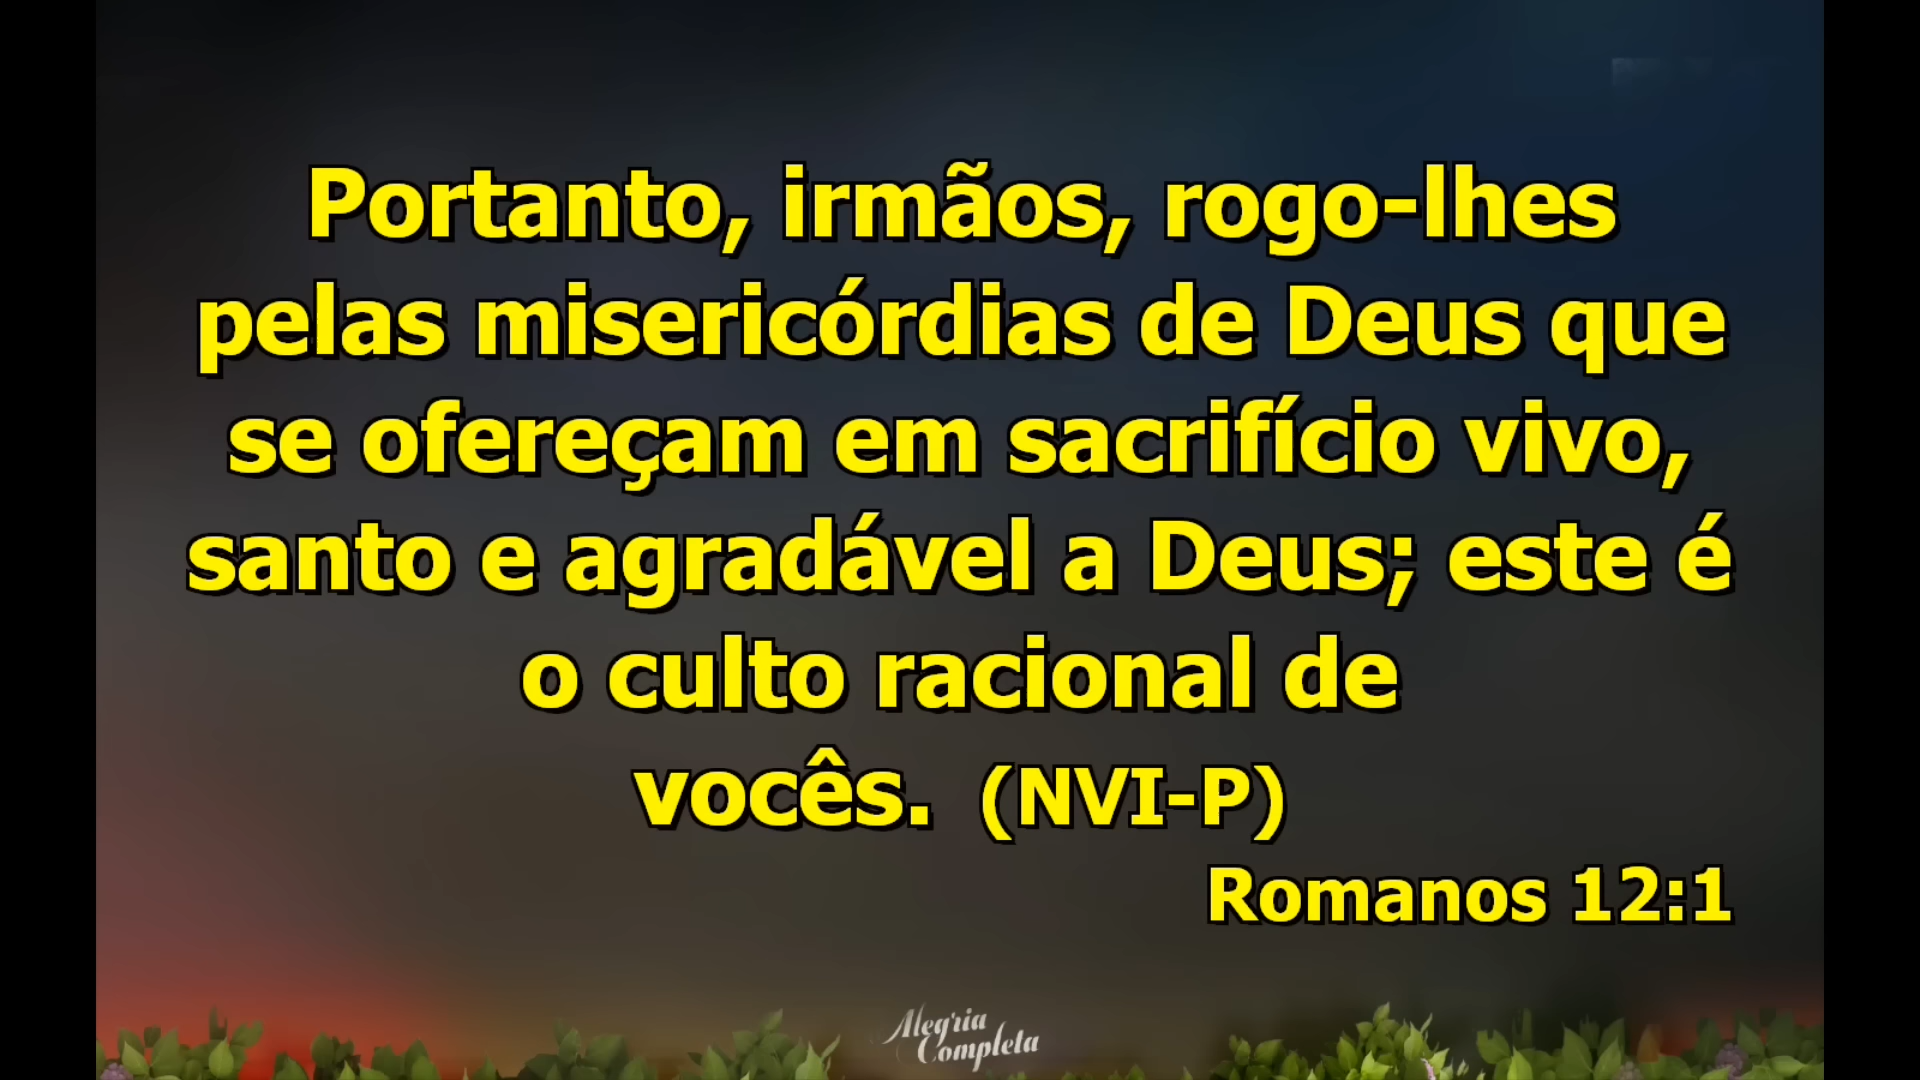 Portanto, irmãos, rogo-lhes
pelas misericórdias de Deus que
se ofereçam em sacrifício vivo,
santo e agradável a Deus; este é
o culto racional de
vocês. (NVI-P)
Romanos 12:1
Alegria
Completa